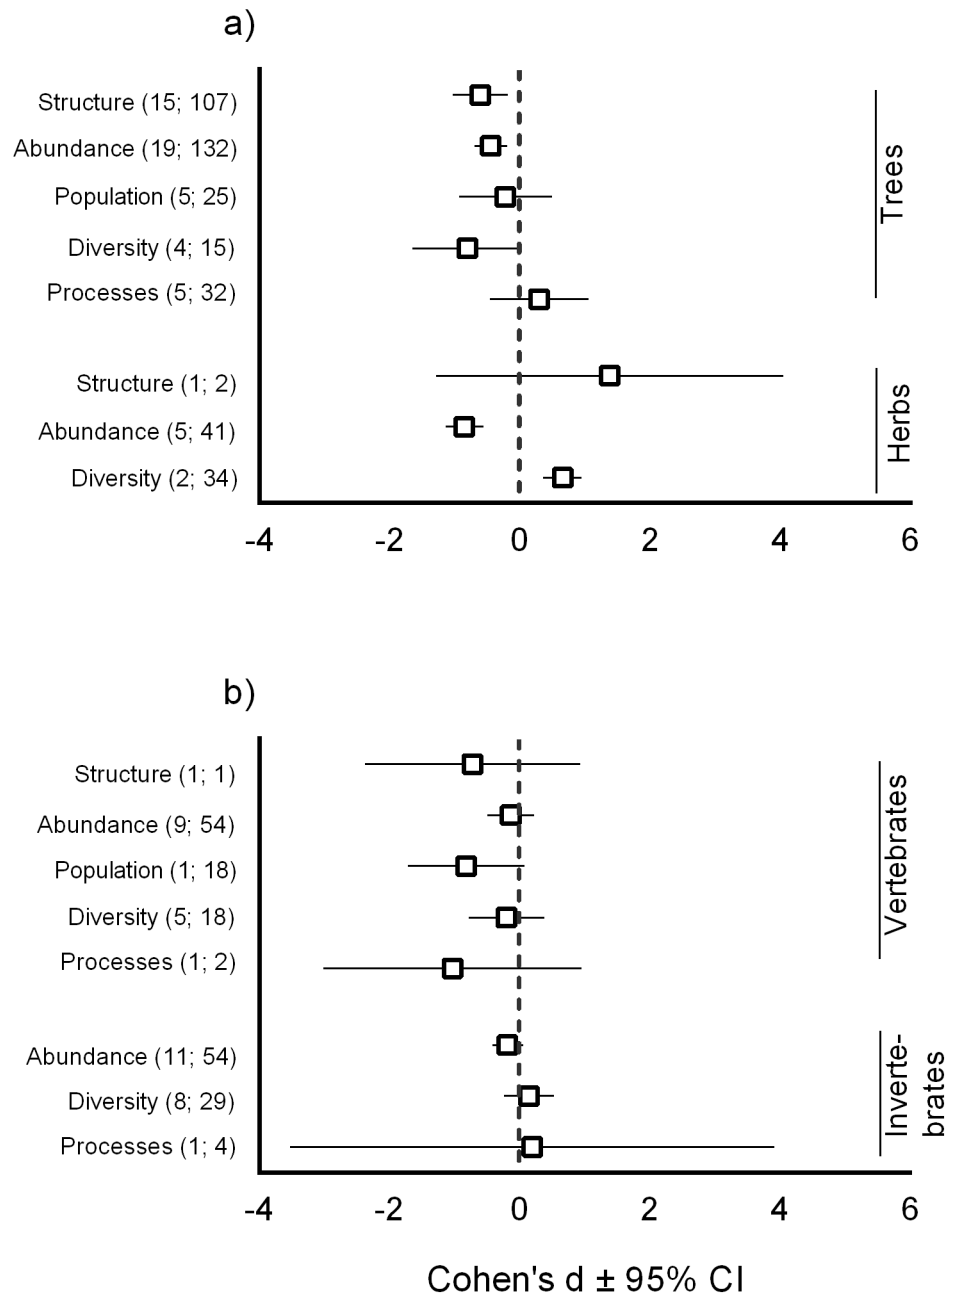 a)
Structure (15; 107)
Abundance (19; 132)
Population (5; 25)
Diversity (4; 15)
Processes (5; 32)
Trees
Structure (1; 2)
Abundance (5; 41)
Diversity (2; 34)
Herbs
-4 -2 0 2 4 6
b)
Structure (1; 1)
Abundance (9; 54)
Population (1; 18)
Diversity (5; 18)
Processes (1; 2)
Vertebrates
Abundance (11; 54)
Diversity (8; 29)
Processes (1; 4)
Inverte-
brates
-4 -2 0 2 4 6
Cohen's d ± 95% CI